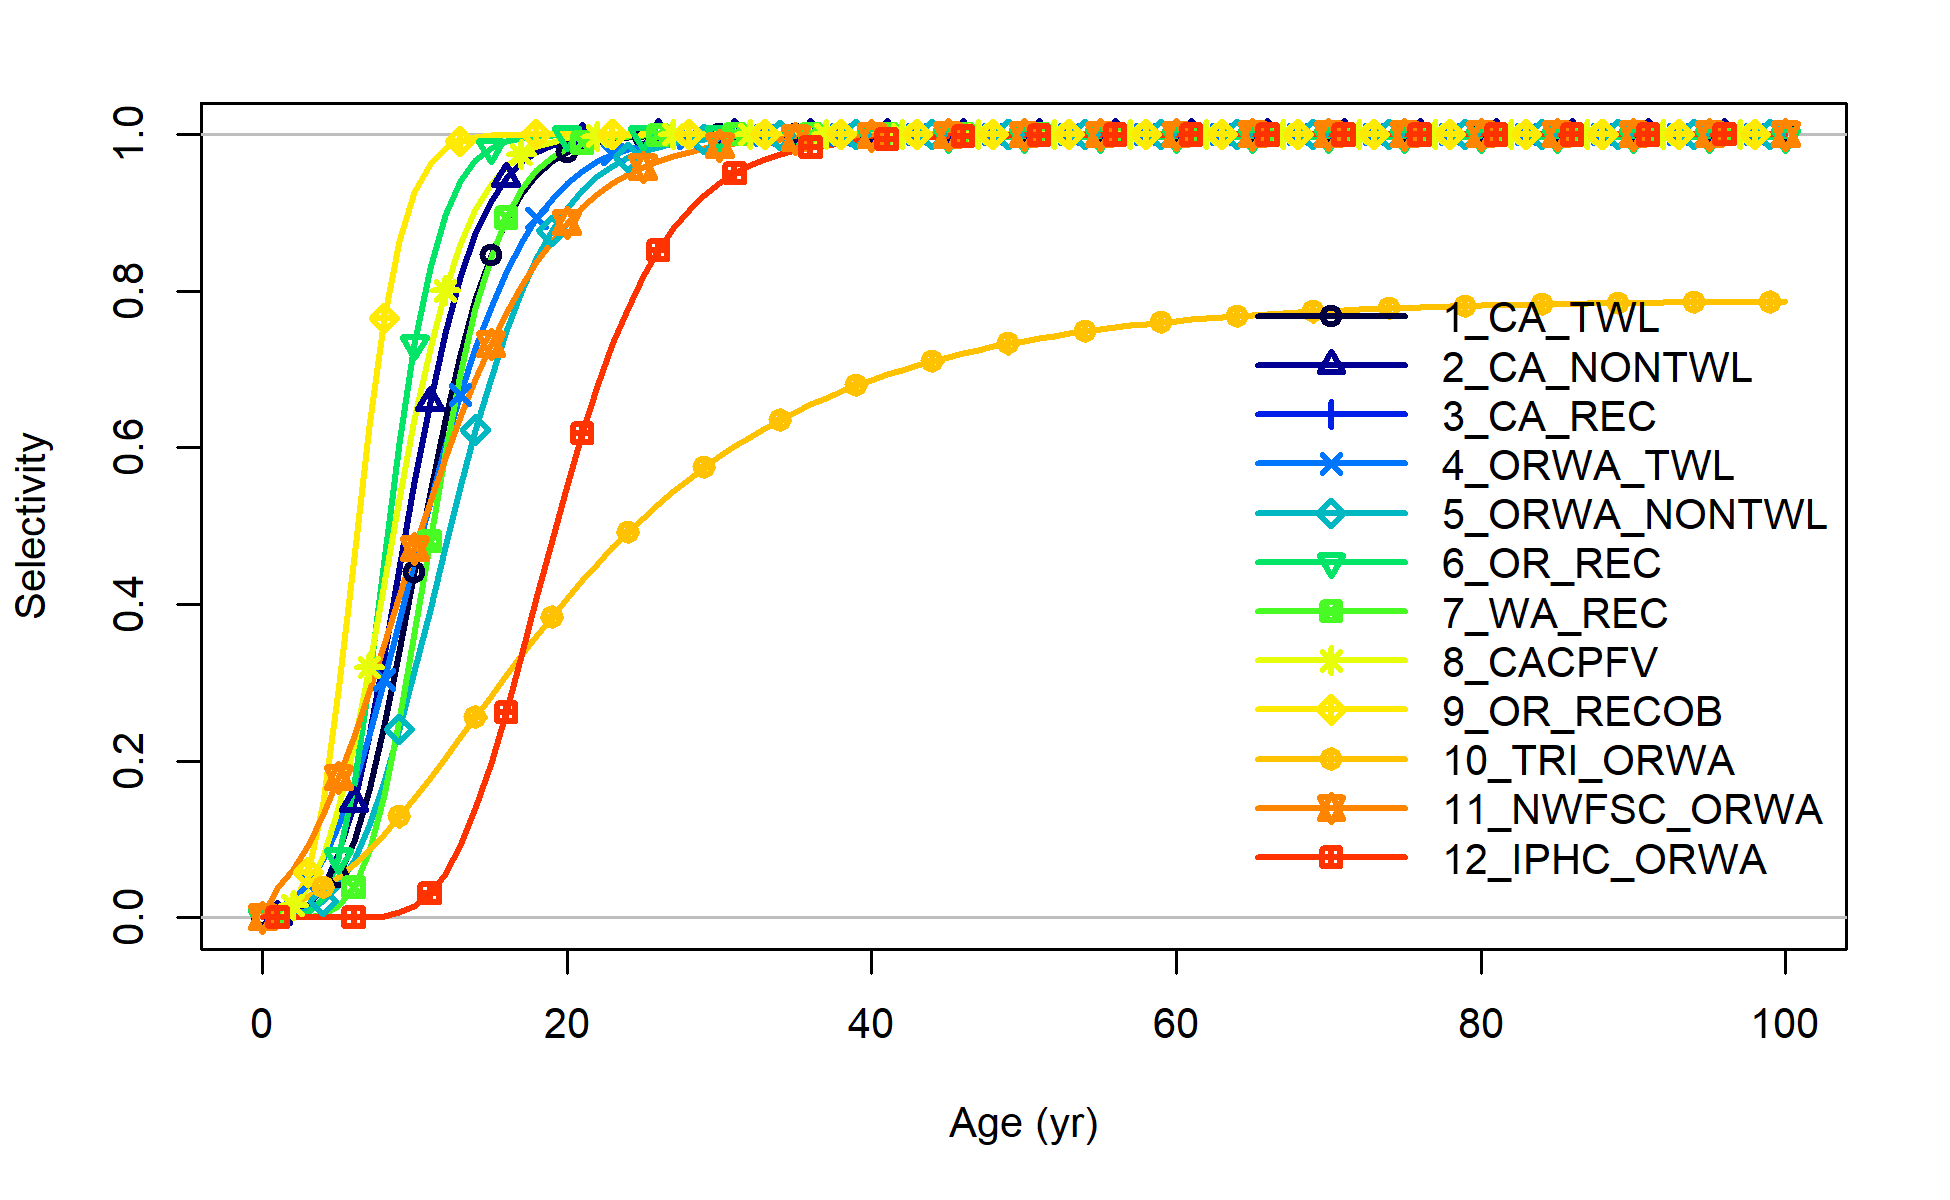 Selectivity
1.0
0.8
0.6
0.4
0.2
0.0
1_CA_TWL
2_CA_NONTWL
3_CA_REC
4_ORWA_TWL
5_ORWA_NONTWL
6_OR_REC
7_WA_REC
8_CACPFV
9_OR_RECOB
10_TRI_ORWA
11_NWFSC_ORWA
12_IPHC_ORWA
0 20 40 60 80 100
Age (yr)